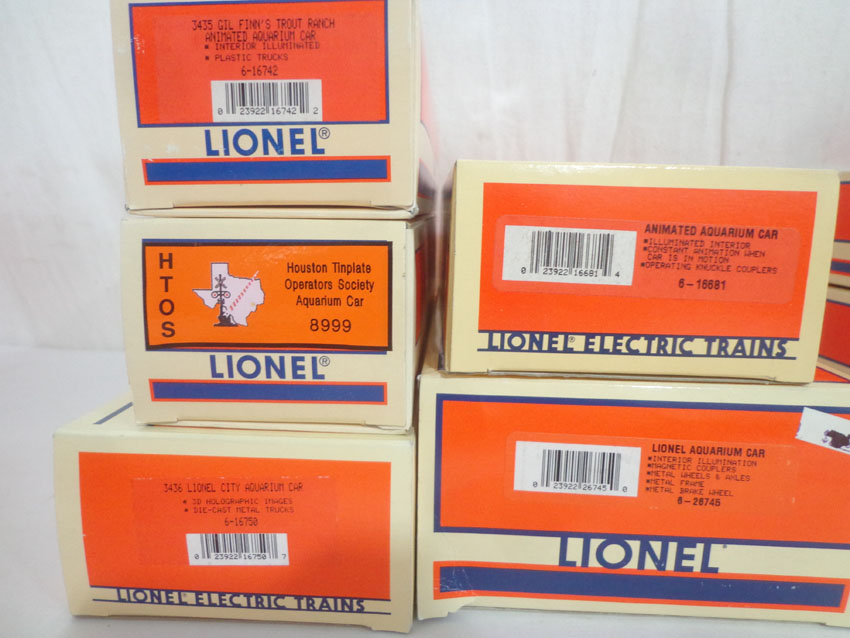 3435 GIL FINN'S TROUT RANCH
ANIMATED AQUARIUM CAR
* INTERIOR ILLUMINATED
* PLASTIC TRUCKS
6-16742
0 23922 16742 2
LIONEL®
HTOS
Houston Tinplate
Operators Society
Aquarium Car
8999
LIONEL®
3436 LIONEL CITY AQUARIUM CAR
* 3D HOLOGRAPHIC IMAGES
* DIE-CAST METAL TRUCKS
6-16750
0 23922 16750 7
LIONEL® ELECTRIC TRAINS
ANIMATED AQUARIUM CAR
*ILLUMINATED INTERIOR
*CONSTANT ANIMATION WHEN
CAR IS IN MOTION
*OPERATING KNUCKLE COUPLERS
6-16681
0 23922 16681 4
LIONEL® ELECTRIC TRAINS
LIONEL AQUARIUM CAR
*INTERIOR ILLUMINATION
*MAGNETIC COUPLERS
*METAL WHEELS & AXLES
*METAL FRAME
*METAL BRAKE WHEEL
6-26745
0 23922 26745 0
LIONEL®